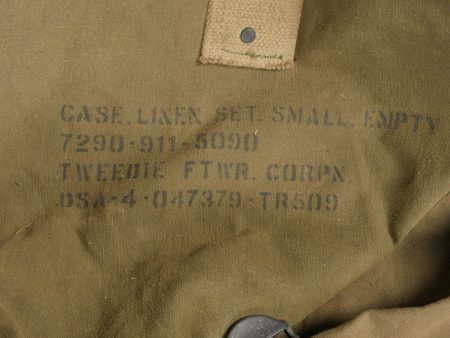 CASE, LINEN SET, SMALL, EMPTY
7290-911-5090
TWEEDIE FTWR. CORPN.
DSA-4-047379-TR509